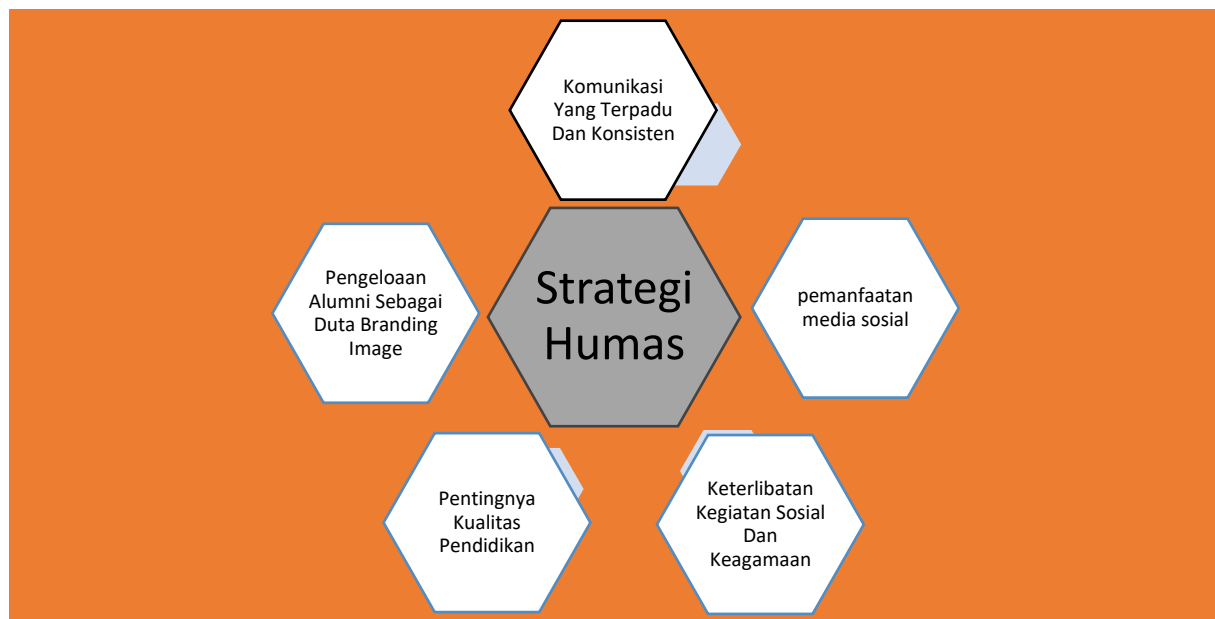 Komunikasi
Yang Terpadu
Dan Konsisten
Strategi
Humas
pemanfaatan
media sosial
Keterlibatan
Kegiatan Sosial
Dan
Keagamaan
Pentingnya
Kualitas
Pendidikan
Pengeloaan
Alumni Sebagai
Duta Branding
Image